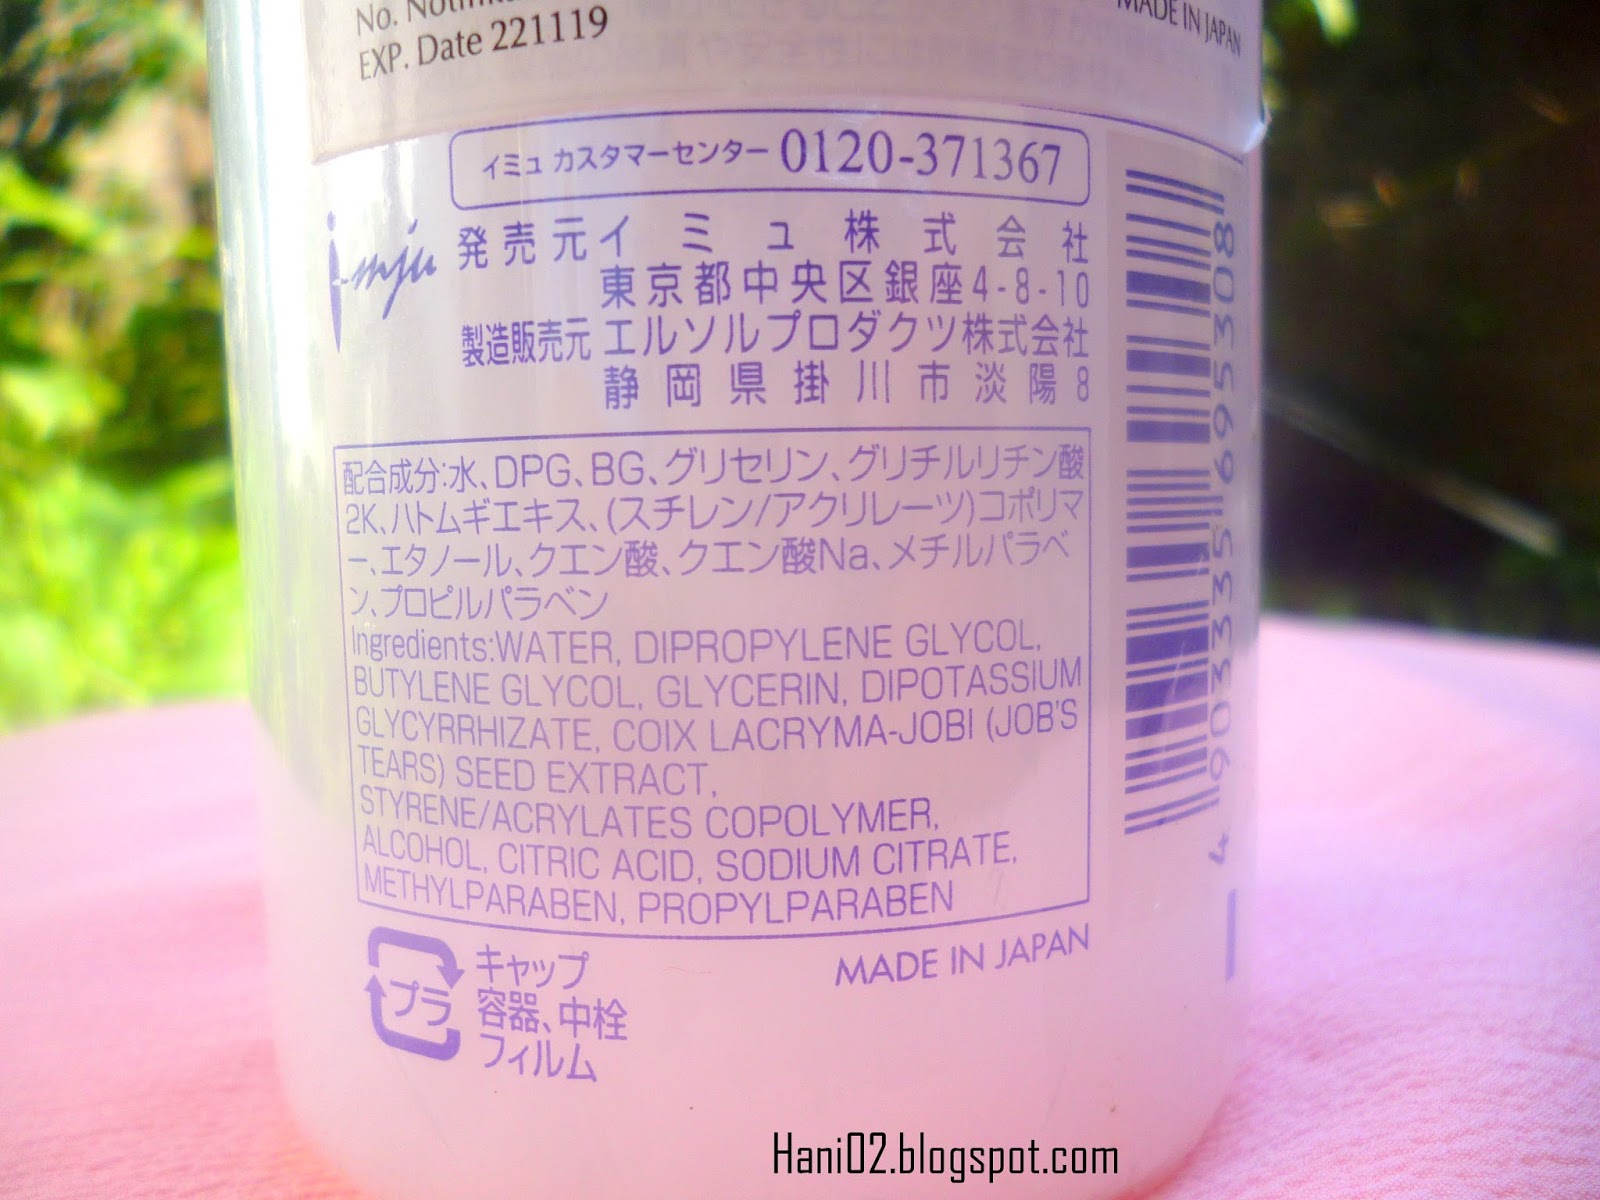 EXP. Date 221119
MADE IN JAPAN
イミュ カスタマーセンター 0120-371367
i-mju
発売元 イミュ株式会社
東京都中央区銀座4-8-10
製造販売元 エルソルプロダクツ株式会社
静岡県掛川市淡陽8
配合成分:水、DPG、BG、グリセリン、グリチルリチン酸
2K、ハトムギエキス、(スチレン/アクリレーツ)コポリマ
ー、エタノール、クエン酸、クエン酸Na、メチルパラベ
ン、プロピルパラベン
Ingredients:WATER, DIPROPYLENE GLYCOL,
BUTYLENE GLYCOL, GLYCERIN, DIPOTASSIUM
GLYCYRRHIZATE, COIX LACRYMA-JOBI (JOB'S
TEARS) SEED EXTRACT,
STYRENE/ACRYLATES COPOLYMER,
ALCOHOL, CITRIC ACID, SODIUM CITRATE,
METHYLPARABEN, PROPYLPARABEN
プラ
キャップ
容器、中栓
フィルム
MADE IN JAPAN
4 903335 695308
Hani02.blogspot.com